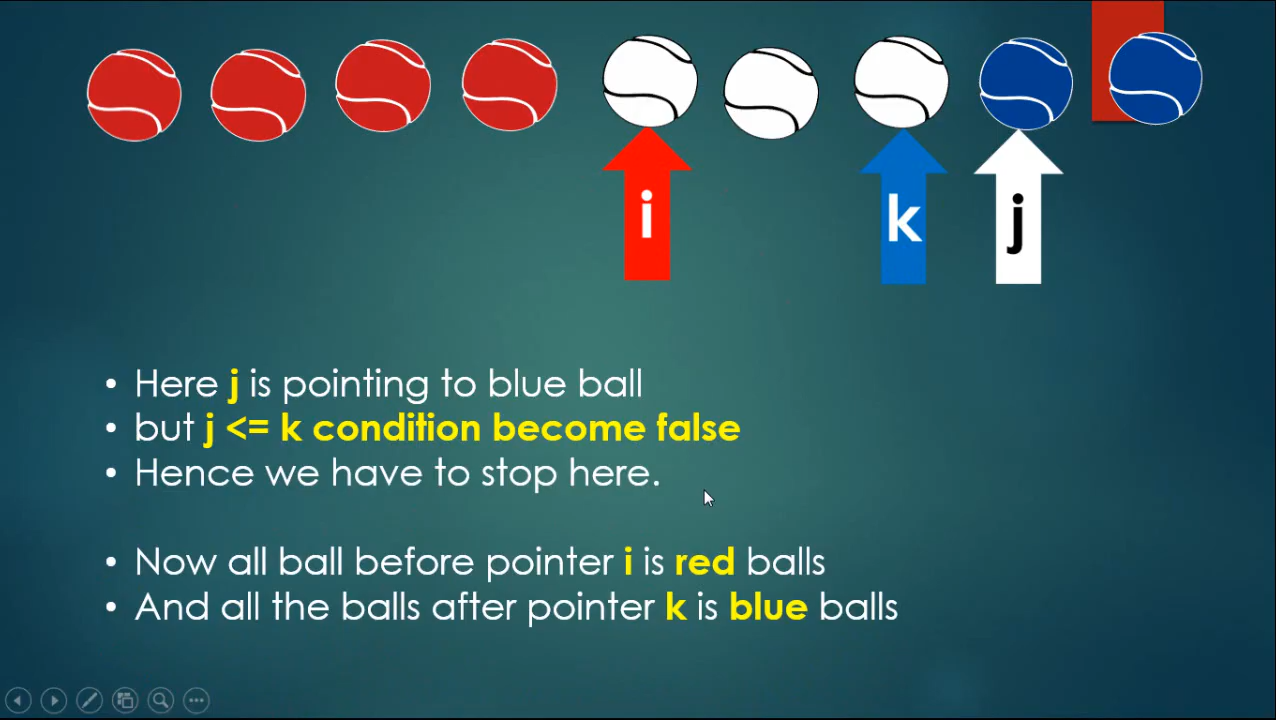 i k j
• Here j is pointing to blue ball
• but j <= k condition become false
• Hence we have to stop here.
• Now all ball before pointer i is red balls
• And all the balls after pointer k is blue balls